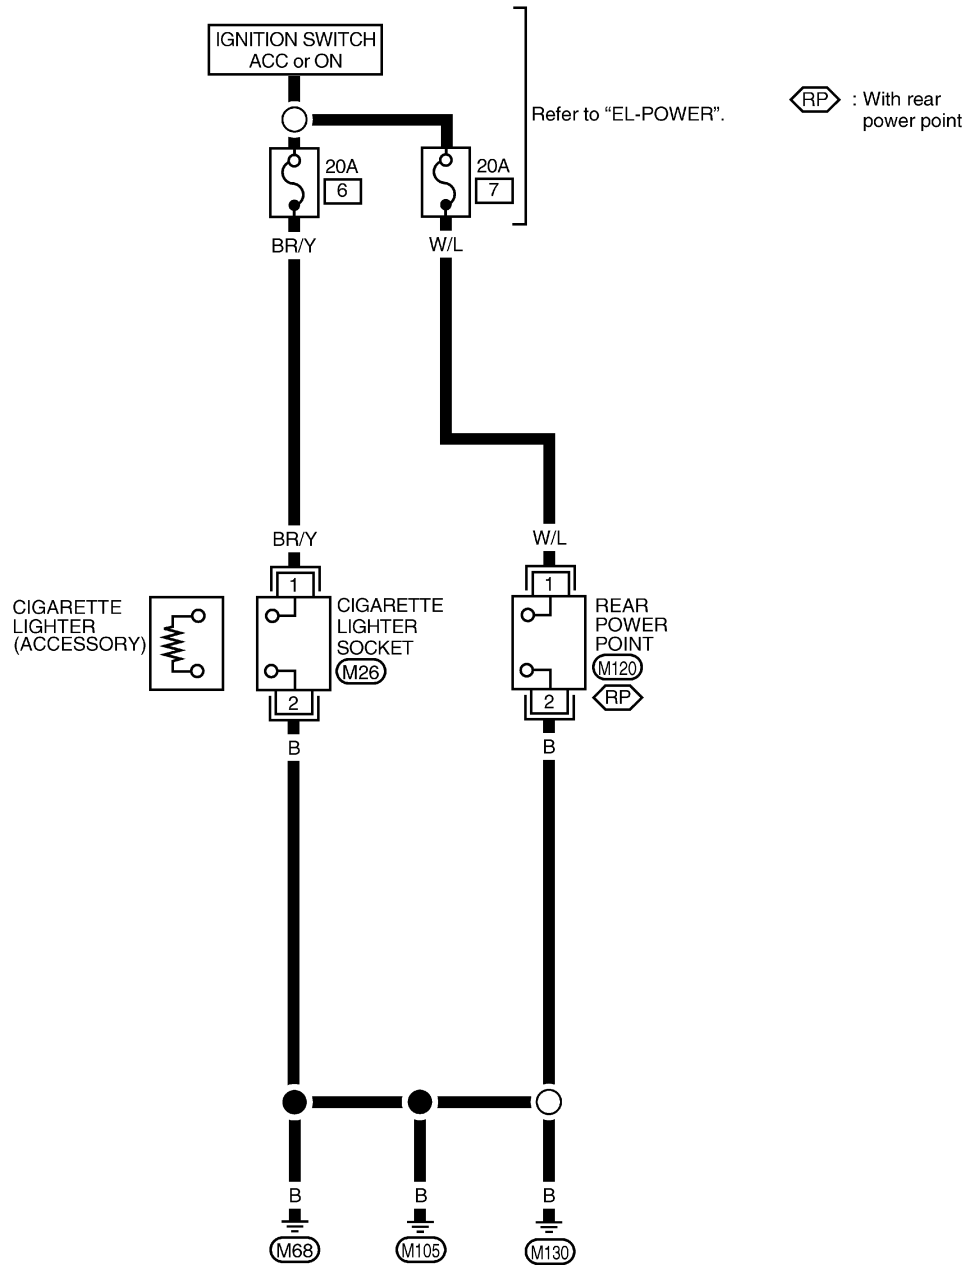 IGNITION SWITCH
ACC or ON
Refer to “EL-POWER”.
RP : With rear
power point
20A
6
20A
7
BR/Y
W/L
BR/Y
W/L
1
1
CIGARETTE
LIGHTER
(ACCESSORY)
CIGARETTE
LIGHTER
SOCKET
M26
REAR
POWER
POINT
M120
RP
2
2
B
B
B
B
B
M68
M105
M130